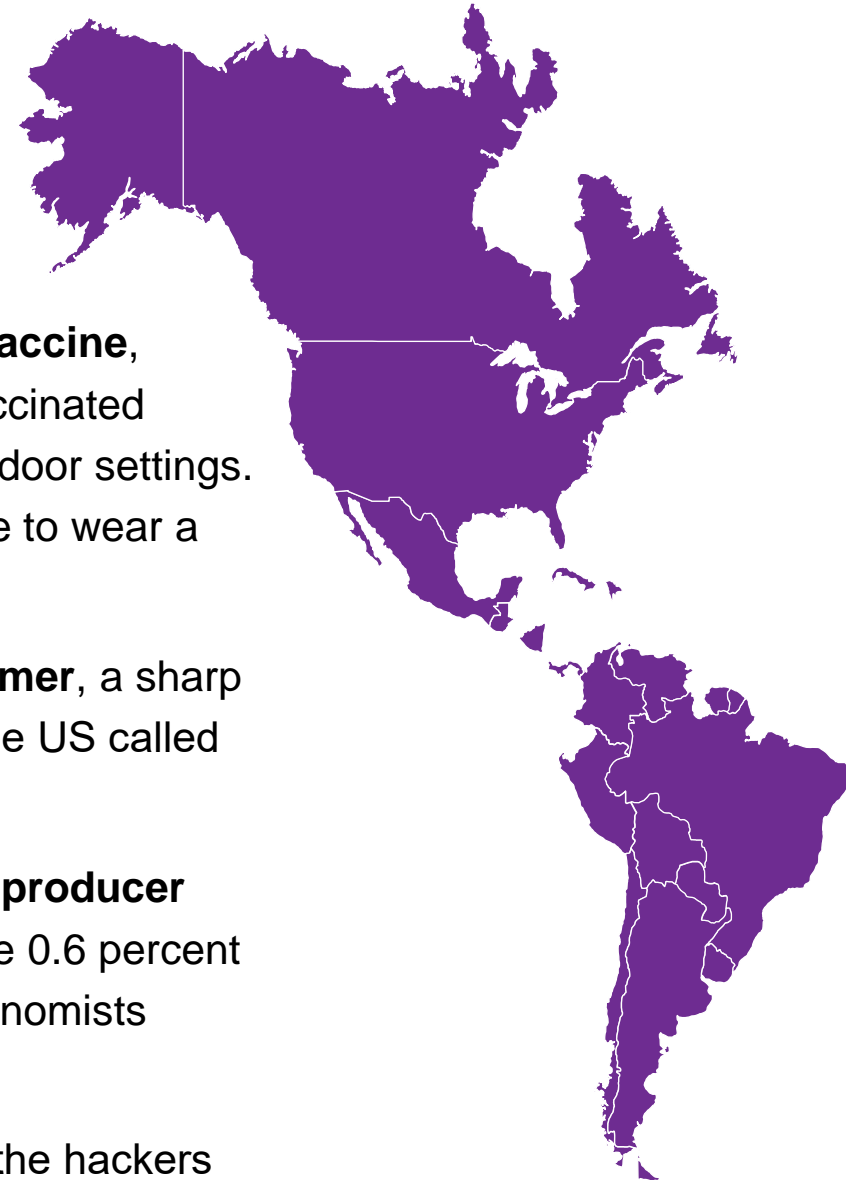 accine,
ccinated
door settings.
e to wear a
mer, a sharp
e US called
producer
e 0.6 percent
nomists
the hackers